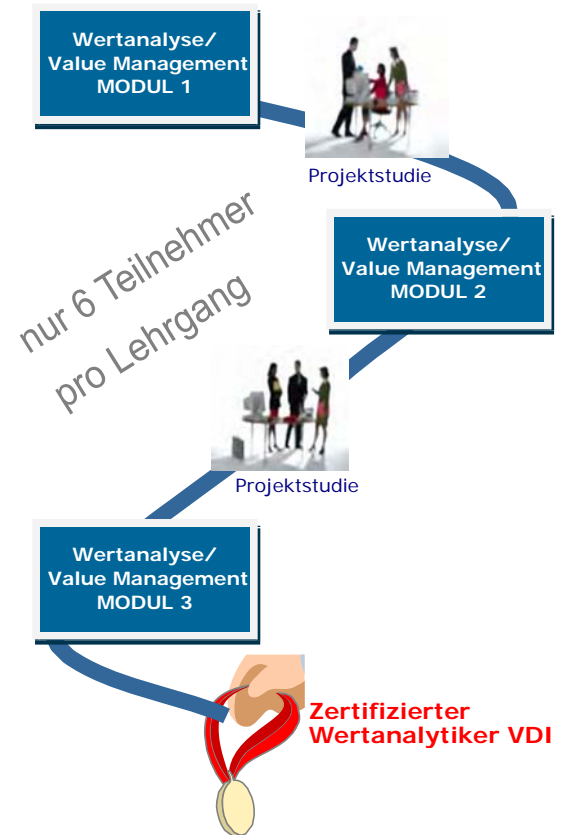 Wertanalyse/
Value Management
MODUL 1
Projektstudie
nur 6 Teilnehmer
pro Lehrgang
Wertanalyse/
Value Management
MODUL 2
Projektstudie
Wertanalyse/
Value Management
MODUL 3
Zertifizierter
Wertanalytiker VDI